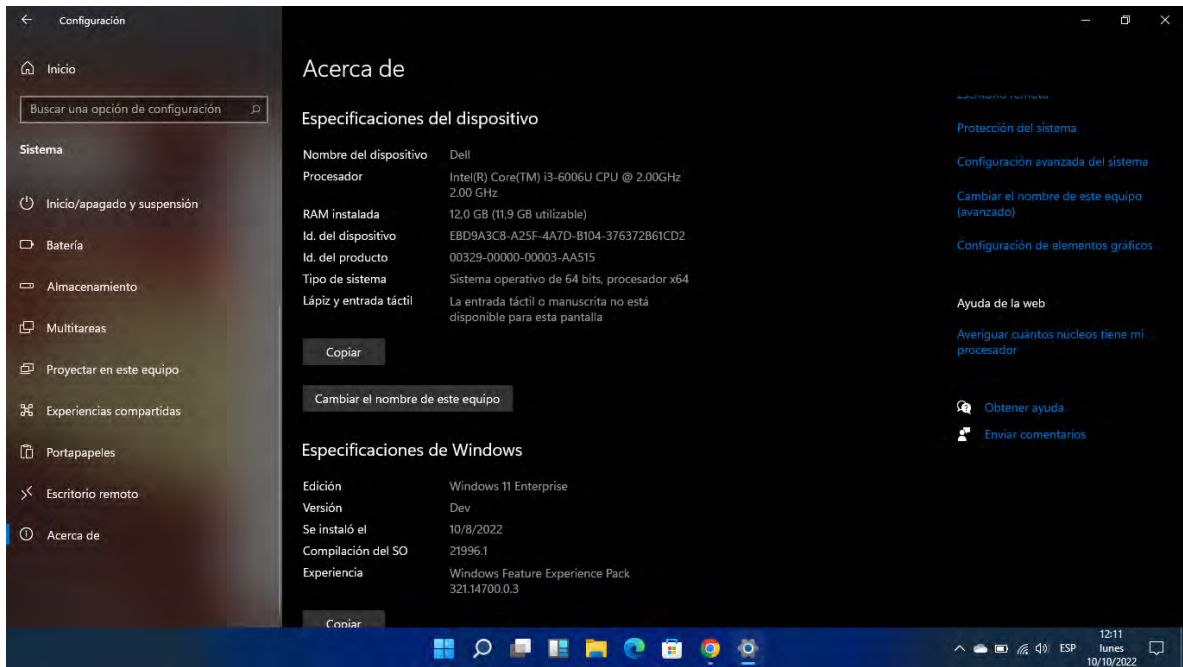 Configuración
Inicio
Buscar una opción de configuración
Sistema
Inicio/apagado y suspensión
Batería
Almacenamiento
Multitareas
Proyectar en este equipo
Experiencias compartidas
Portapapeles
Escritorio remoto
Acerca de
Acerca de
Especificaciones del dispositivo
Nombre del dispositivo Dell
Procesador Intel(R) Core(TM) i3-6006U CPU @ 2.00GHz
2.00 GHz
RAM instalada 12,0 GB (11,9 GB utilizable)
Id. del dispositivo EBD9A3C8-A25F-4A7D-B104-376372B61CD2
Id. del producto 00329-00000-00003-AA515
Tipo de sistema Sistema operativo de 64 bits, procesador x64
Lápiz y entrada táctil La entrada táctil o manuscrita no está
disponible para esta pantalla
Copiar
Cambiar el nombre de este equipo
Especificaciones de Windows
Edición Windows 11 Enterprise
Versión Dev
Se instaló el 10/8/2022
Compilación del SO 21996.1
Experiencia Windows Feature Experience Pack
321.14700.0.3
Copiar
Escritorio remoto
Protección del sistema
Configuración avanzada del sistema
Cambiar el nombre de este equipo
(avanzado)
Configuración de elementos gráficos
Ayuda de la web
Averiguar cuántos núcleos tiene mi
procesador
Obtener ayuda
Enviar comentarios
ESP
12:11
lunes
10/10/2022